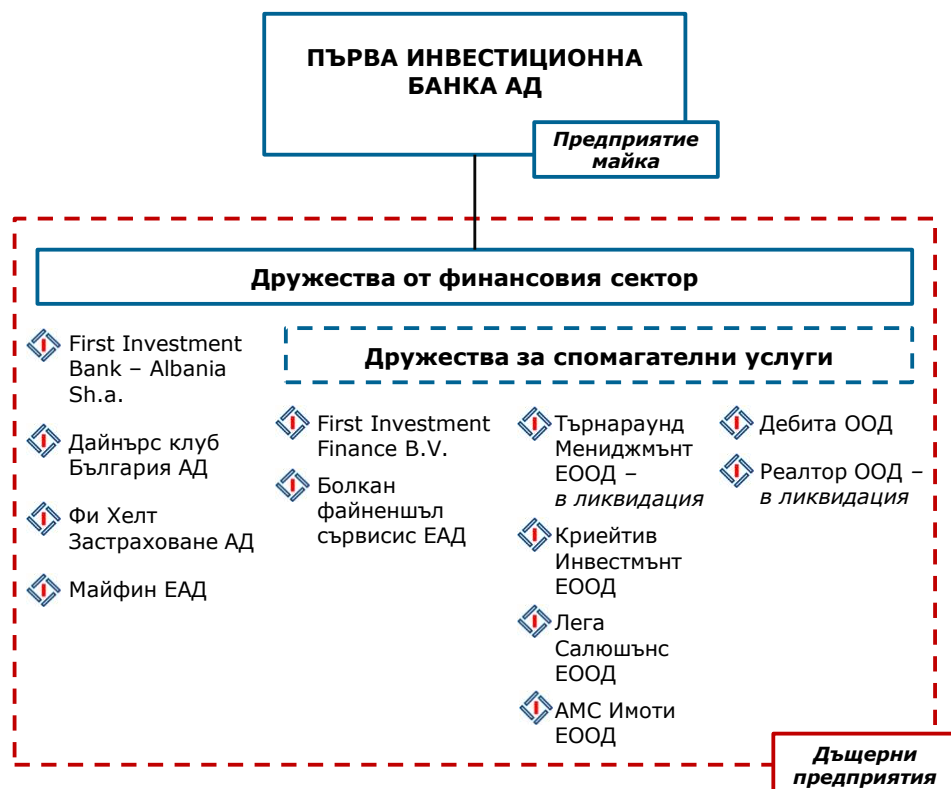 ПЪРВА ИНВЕСТИЦИОННА
БАНКА АД
Предприятие
майка
Дружества от финансовия сектор
First Investment
Bank – Albania
Sh.a.
Дайнърс клуб
България АД
Фи Хелт
Застраховане АД
Майфин ЕАД
Дружества за спомагателни услуги
First Investment
Finance B.V.
Болкан
файненшъл
сървисис ЕАД
Търнараунд
Мениджмънт
ЕООД –
в ликвидация
Криейтив
Инвестмънт
ЕООД
Лега
Салюшънс
ЕООД
АМС Имоти
ЕООД
Дебита ООД
Реалтор ООД –
в ликвидация
Дъщерни
предприятия